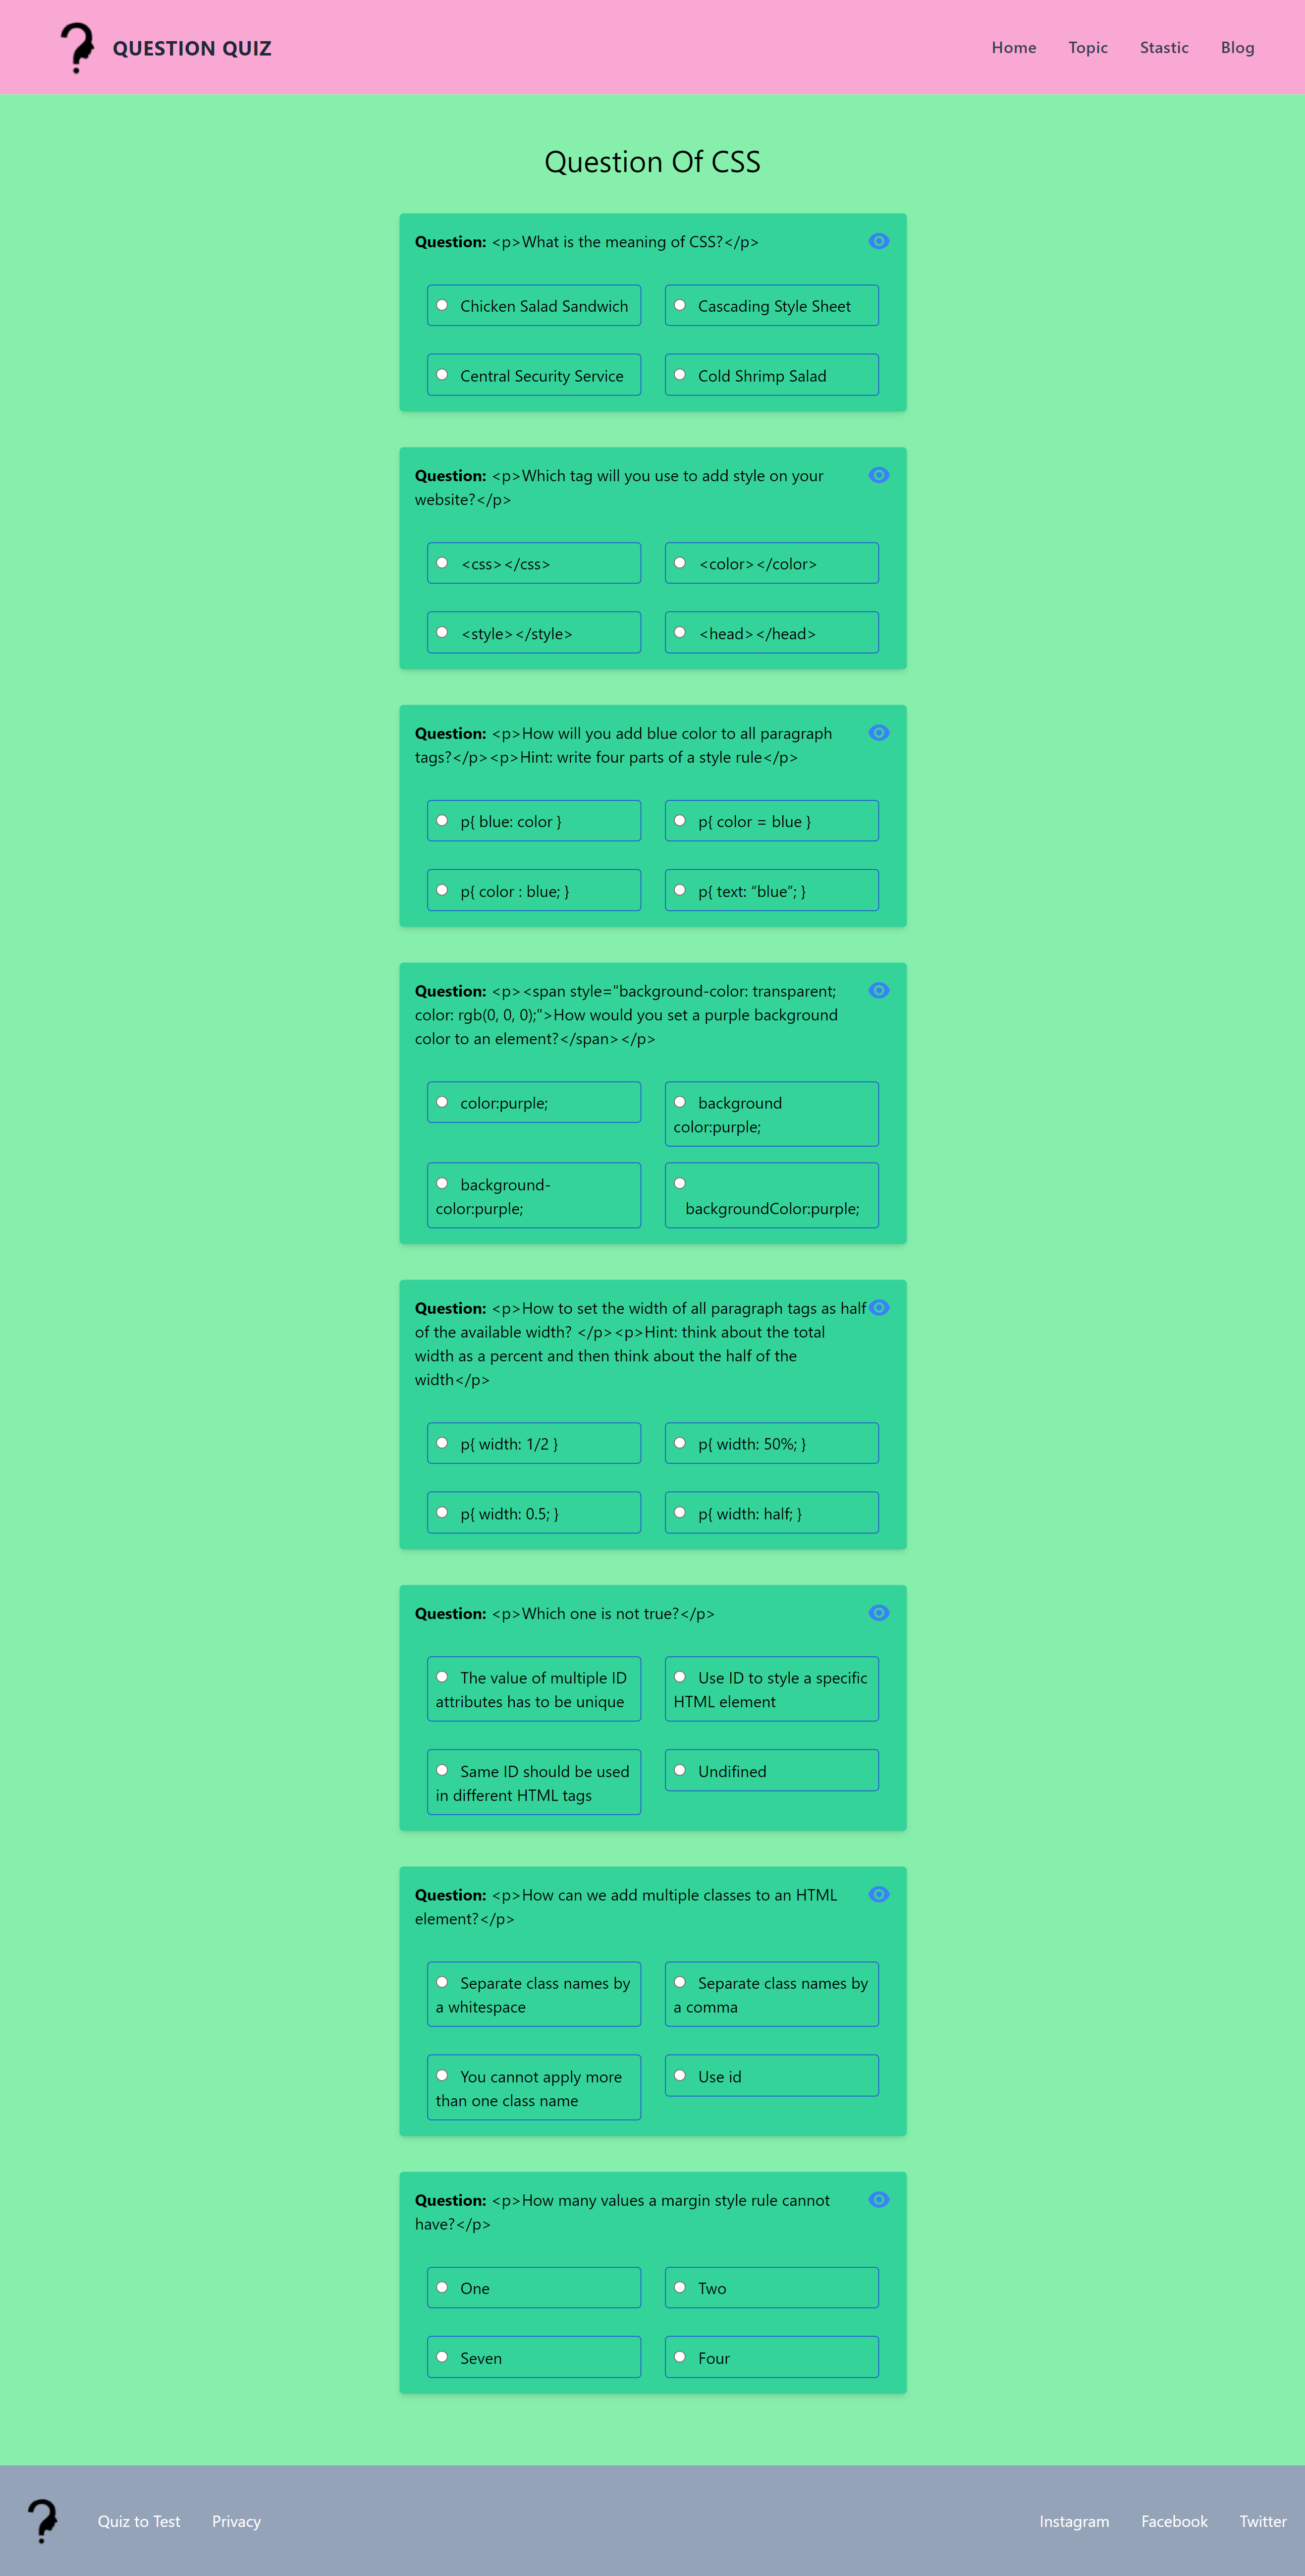 QUESTION QUIZ
Home Topic Stastic Blog
Question Of CSS
Question: <p>What is the meaning of CSS?</p>
Chicken Salad Sandwich
Cascading Style Sheet
Central Security Service
Cold Shrimp Salad
Question: <p>Which tag will you use to add style on your
website?</p>
<css></css>
<color></color>
<style></style>
<head></head>
Question: <p>How will you add blue color to all paragraph
tags?</p><p>Hint: write four parts of a style rule</p>
p{ blue: color }
p{ color = blue }
p{ color : blue; }
p{ text: “blue”; }
Question: <p><span style="background-color: transparent;
color: rgb(0, 0, 0);">How would you set a purple background
color to an element?</span></p>
color:purple;
background
color:purple;
background-
color:purple;
backgroundColor:purple;
Question: <p>How to set the width of all paragraph tags as half
of the available width? </p><p>Hint: think about the total
width as a percent and then think about the half of the
width</p>
p{ width: 1/2 }
p{ width: 50%; }
p{ width: 0.5; }
p{ width: half; }
Question: <p>Which one is not true?</p>
The value of multiple ID
attributes has to be unique
Use ID to style a specific
HTML element
Same ID should be used
in different HTML tags
Undifined
Question: <p>How can we add multiple classes to an HTML
element?</p>
Separate class names by
a whitespace
Separate class names by
a comma
You cannot apply more
than one class name
Use id
Question: <p>How many values a margin style rule cannot
have?</p>
One
Two
Seven
Four
Quiz to Test Privacy Instagram Facebook Twitter